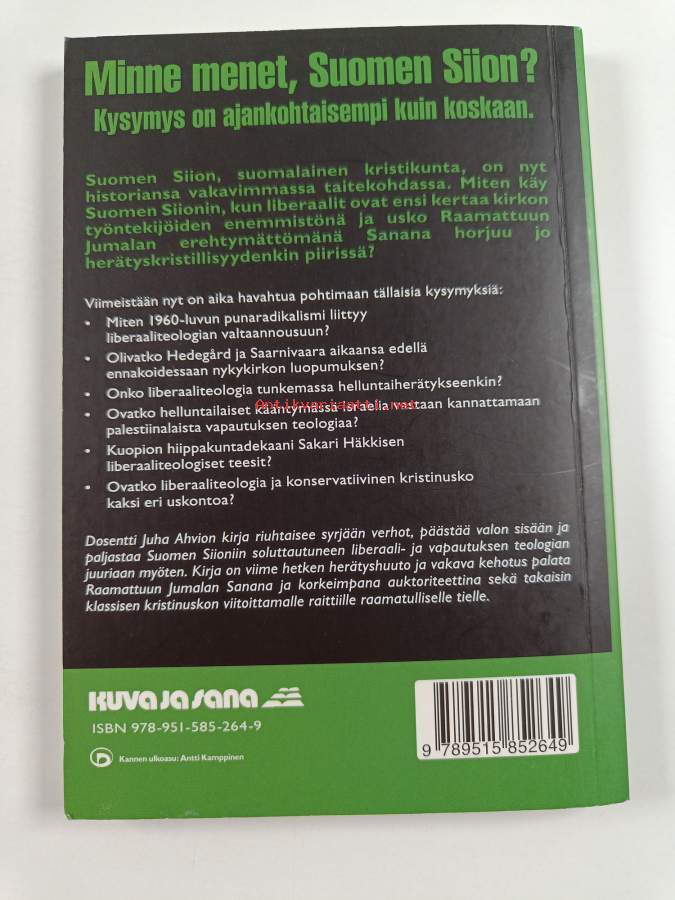 Minne menet, Suomen Siion?
Kysymys on ajankohtaisempi kuin koskaan.
Suomen Siion, suomalainen kristikunta, on nyt
historiansa vakavimmassa taitekohdassa. Miten käy
Suomen Siionin, kun liberaalit ovat ensi kertaa kirkon
työntekijöiden enemmistönä ja usko Raamattuun
Jumalan erehtymättömänä Sanana horjuu jo
herätyskristillisyydenkin piirissä?
Viimeistään nyt on aika havahtua pohtimaan tällaisia kysymyksiä:
• Miten 1960-luvun punaradikalismi liittyy
liberaaliteologian valtaannousuun?
• Olivatko Hedegård ja Saarnivaara aikaansa edellä
ennakoidessaan nykykirkon luopumuksen?
• Onko liberaaliteologia tunkemassa helluntaiherätykseenkin?
• Ovatko helluntailaiset kääntymässä Israelia vastaan kannattamaan
palestiinalaista vapautuksen teologiaa?
• Kuopion hiippakuntadekaani Sakari Häkkisen
liberaaliteologiset teesit?
• Ovatko liberaaliteologia ja konservatiivinen kristinusko
kaksi eri uskontoa?
Dosentti Juha Ahvion kirja riuhtaisee syrjään verhot, päästää valon sisään ja
paljastaa Suomen Siioniin soluttautuneen liberaali- ja vapautuksen teologian
juuriaan myöten. Kirja on viime hetken herätyshuuto ja vakava kehotus palata
Raamattuun Jumalan Sanana ja korkeimpana auktoriteettina sekä takaisin
klassisen kristinuskon viitoittamalle raittiille raamatulliselle tielle.
KUVA JA SANA
ISBN 978-951-585-264-9
Kannen ulkoasu: Antti Kamppinen
9 789515 852649
Antikvariaatti.net